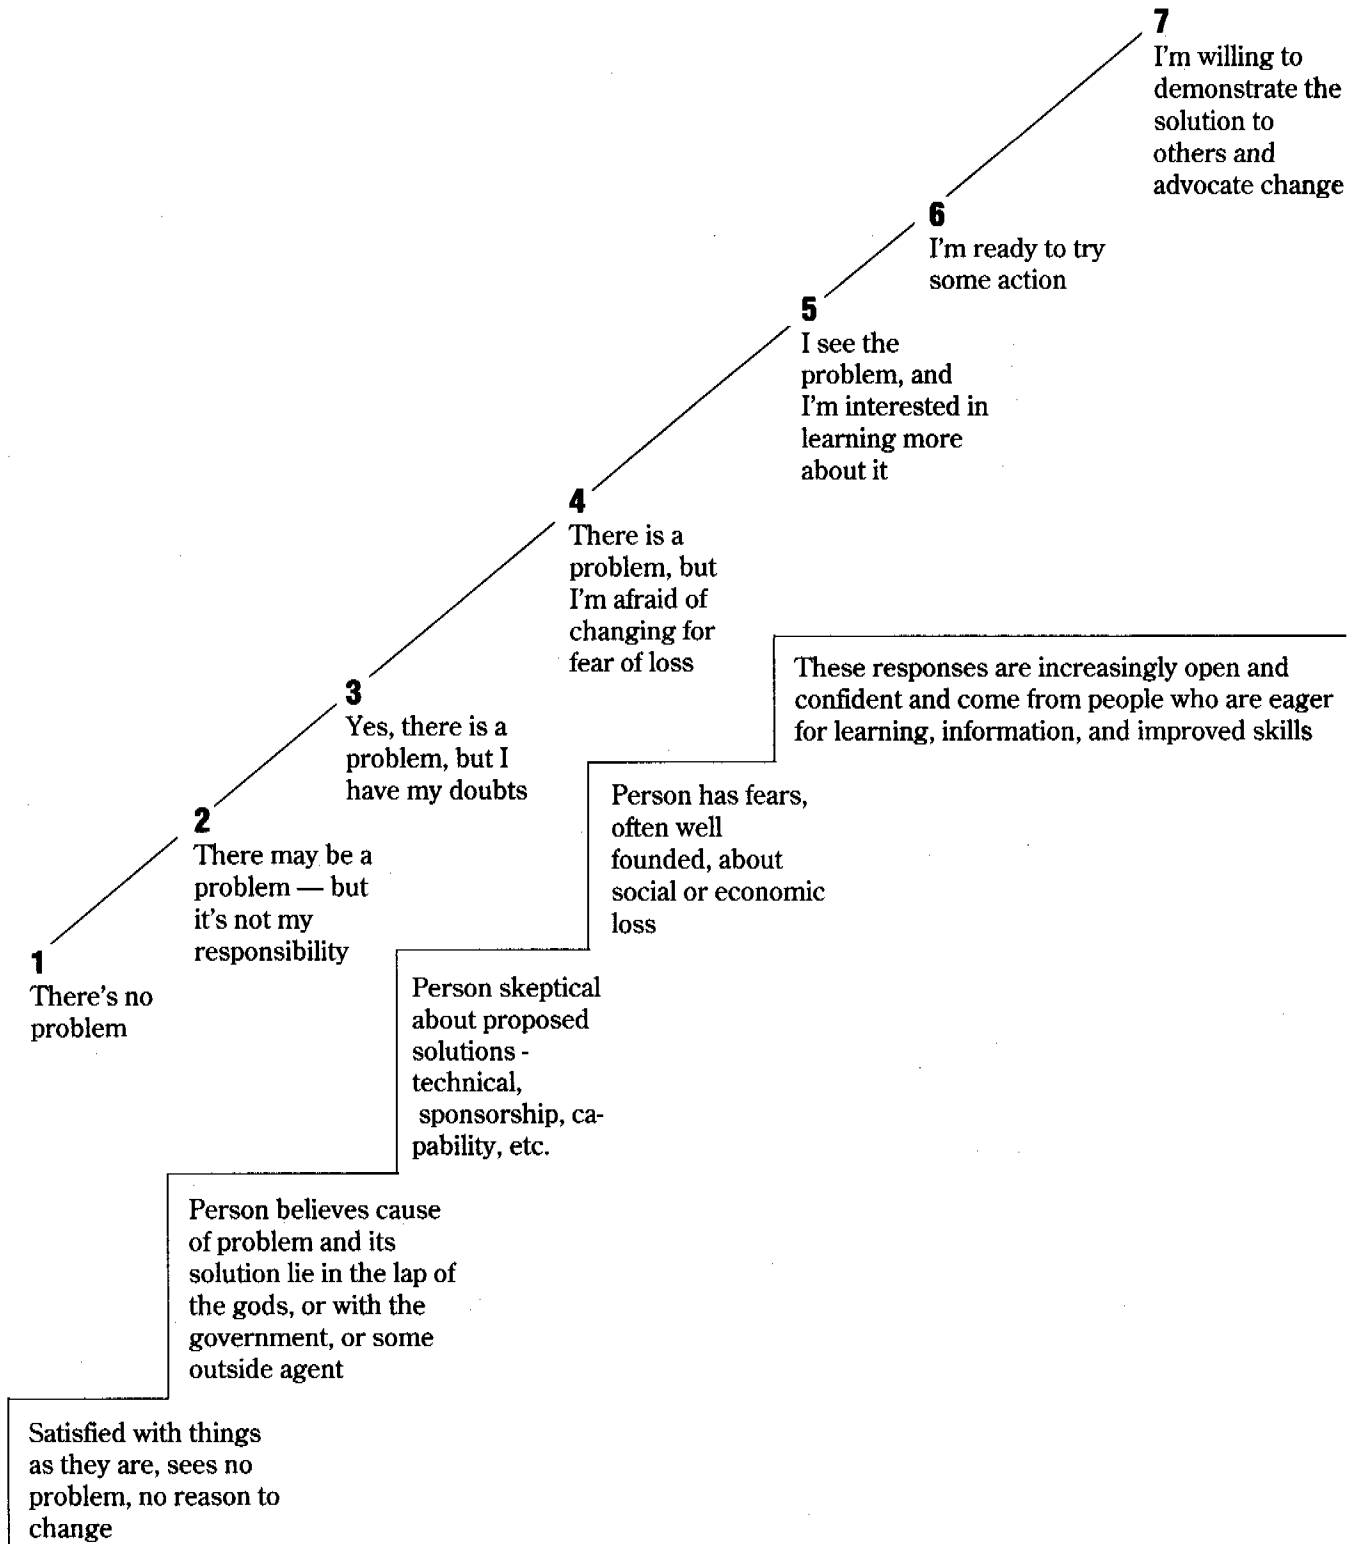 7
I'm willing to
demonstrate the
solution to
others and
advocate change
6
I'm ready to try
some action
5
I see the
problem, and
I'm interested in
learning more
about it
4
There is a
problem, but
I'm afraid of
changing for
fear of loss
3
Yes, there is a
problem, but I
have my doubts
2
There may be a
problem — but
it's not my
responsibility
1
There's no
problem
These responses are increasingly open and
confident and come from people who are eager
for learning, information, and improved skills
Person has fears,
often well
founded, about
social or economic
loss
Person skeptical
about proposed
solutions -
technical,
sponsorship, ca-
pability, etc.
Person believes cause
of problem and its
solution lie in the lap of
the gods, or with the
government, or some
outside agent
Satisfied with things
as they are, sees no
problem, no reason to
change